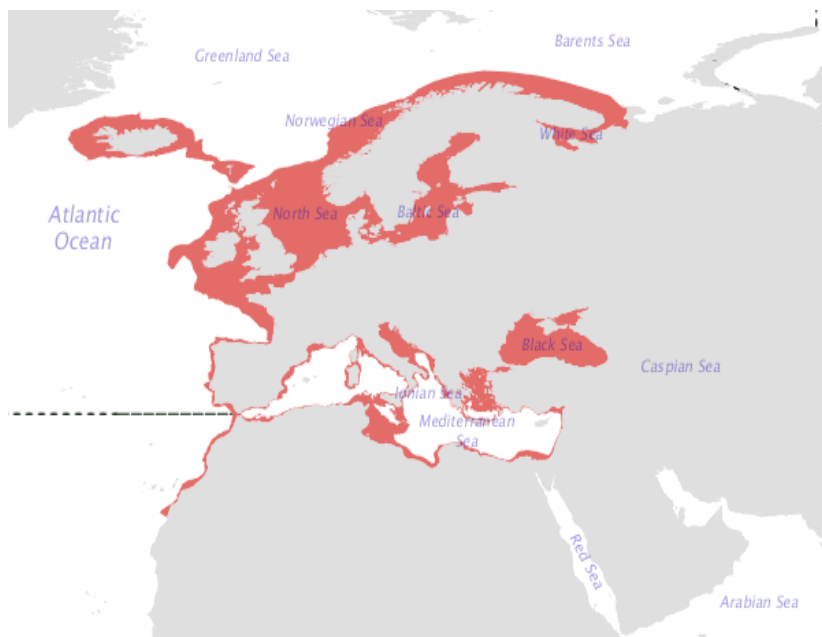 Barents Sea
Greenland Sea
Norwegian Sea
White Sea
Atlantic
Ocean
North Sea
Baltic Sea
Black Sea
Caspian Sea
Ionian Sea
Mediterranean
Sea
Red Sea
Arabian Sea